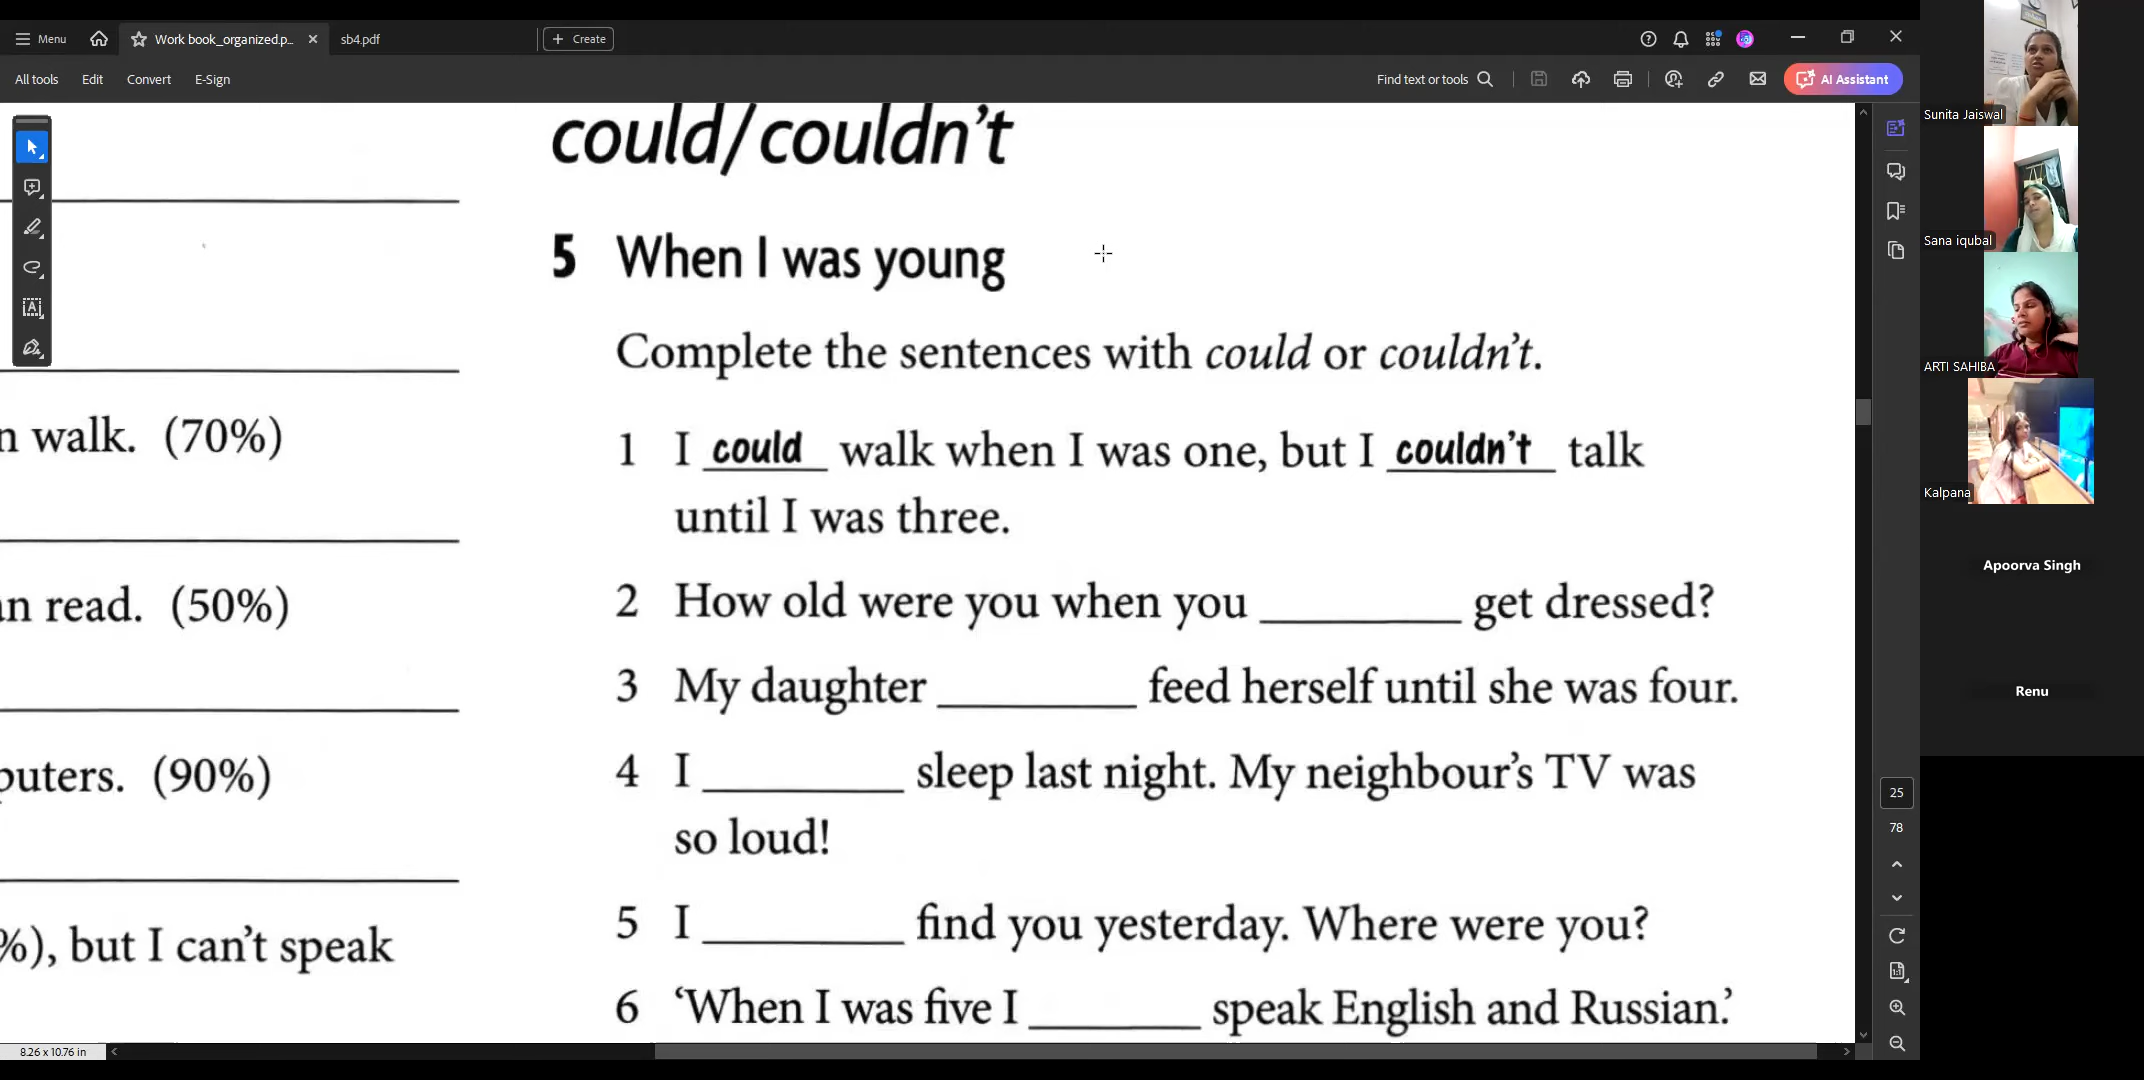 Menu
Work book_organized.p...
sb4.pdf
Create
All tools
Edit
Convert
E-Sign
Find text or tools
AI Assistant
could/couldn't
5 When I was young
Complete the sentences with could or couldn't.
1 I could walk when I was one, but I couldn't talk
until I was three.
2 How old were you when you __________ get dressed?
3 My daughter __________ feed herself until she was four.
4 I __________ sleep last night. My neighbour's TV was
so loud!
5 I __________ find you yesterday. Where were you?
6 ‘When I was five I _________ speak English and Russian.’
n walk. (70%)
n read. (50%)
puters. (90%)
%), but I can't speak
8.26 x 10.76 in
25
78
Sunita Jaiswal
Sana iqubal
ARTI SAHIBA
Kalpana
Apoorva Singh
Renu